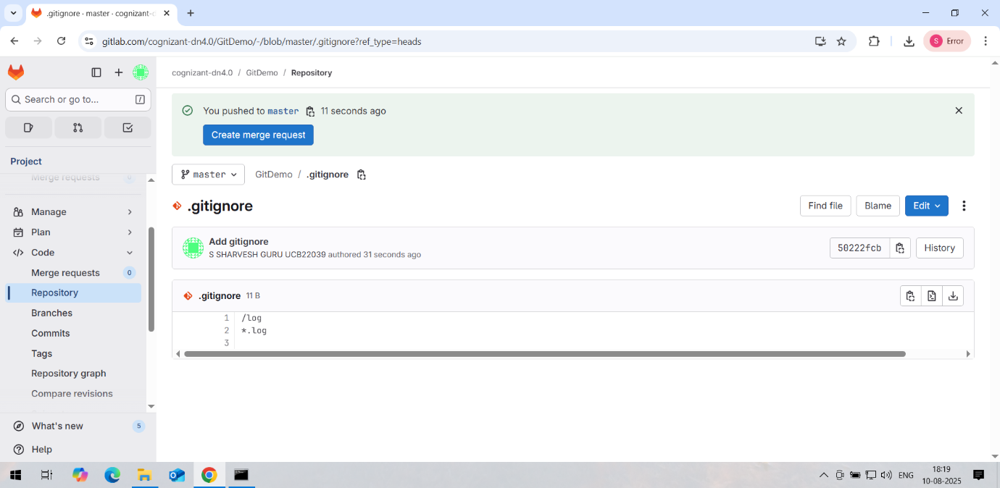 .gitignore · master · cognizant-d
gitlab.com/cognizant-dn4.0/GitDemo/-/blob/master/.gitignore?ref_type=heads
S
Error
Search or go to...
/
Project
Merge requests
0
Manage
Plan
Code
Merge requests
0
Repository
Branches
Commits
Tags
Repository graph
Compare revisions
What's new
5
Help
cognizant-dn4.0 / GitDemo / Repository
You pushed to master 11 seconds ago
Create merge request
master
GitDemo / .gitignore
.gitignore
Find file
Blame
Edit
Add gitignore
S SHARVESH GURU UCB22039 authored 31 seconds ago
50222fcb
History
.gitignore 11 B
1 /log
2 *.log
3
ENG
18:19
10-08-2025